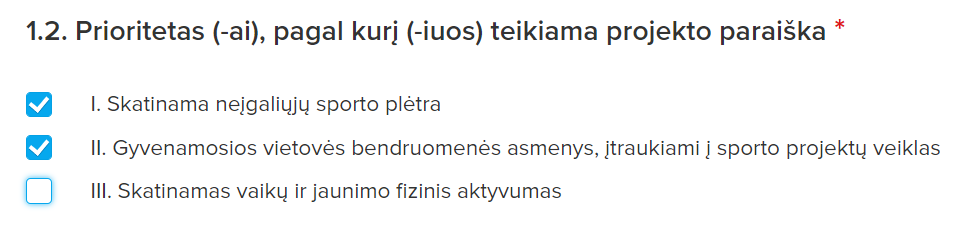 1.2. Prioritetas (-ai), pagal kurį (-iuos) teikiama projekto paraiška *
I. Skatinama neįgaliųjų sporto plėtra
II. Gyvenamosios vietovės bendruomenės asmenys, įtraukiami į sporto projektų veiklas
III. Skatinamas vaikų ir jaunimo fizinis aktyvumas